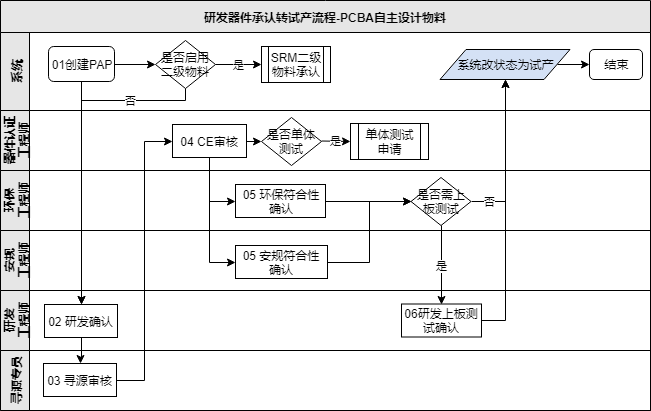 研发器件承认转试产流程-PCBA自主设计物料
系统
01创建PAP
是否启用
二级物料
是
SRM二级
物料承认
系统改状态为试产
结束
否
器件认证
工程师
04 CE审核
是否单体
测试
是
单体测试
申请
环保
工程师
05 环保符合性
确认
是否需上
板测试
否
安规
工程师
05 安规符合性
确认
是
研发
工程师
02 研发确认
06研发上板测
试确认
寻源专员
03 寻源审核